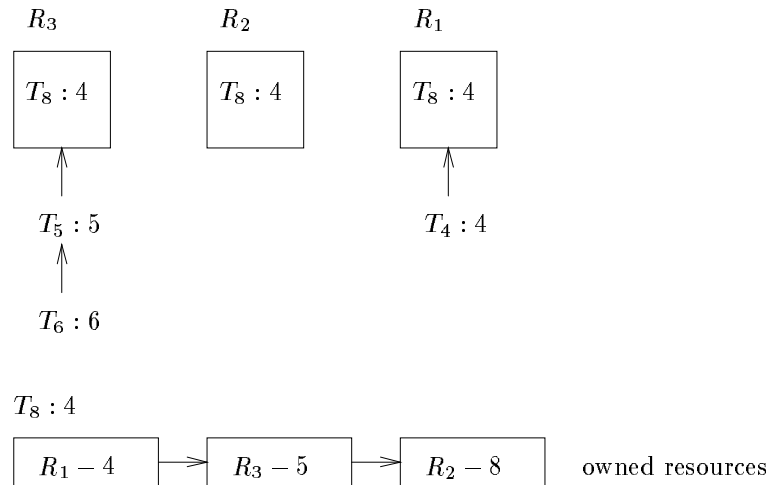 R₃ R₂ R₁
T₈ : 4 T₈ : 4 T₈ : 4
T₅ : 5 T₄ : 4
T₆ : 6
T₈ : 4
R₁ − 4 R₃ − 5 R₂ − 8 owned resources